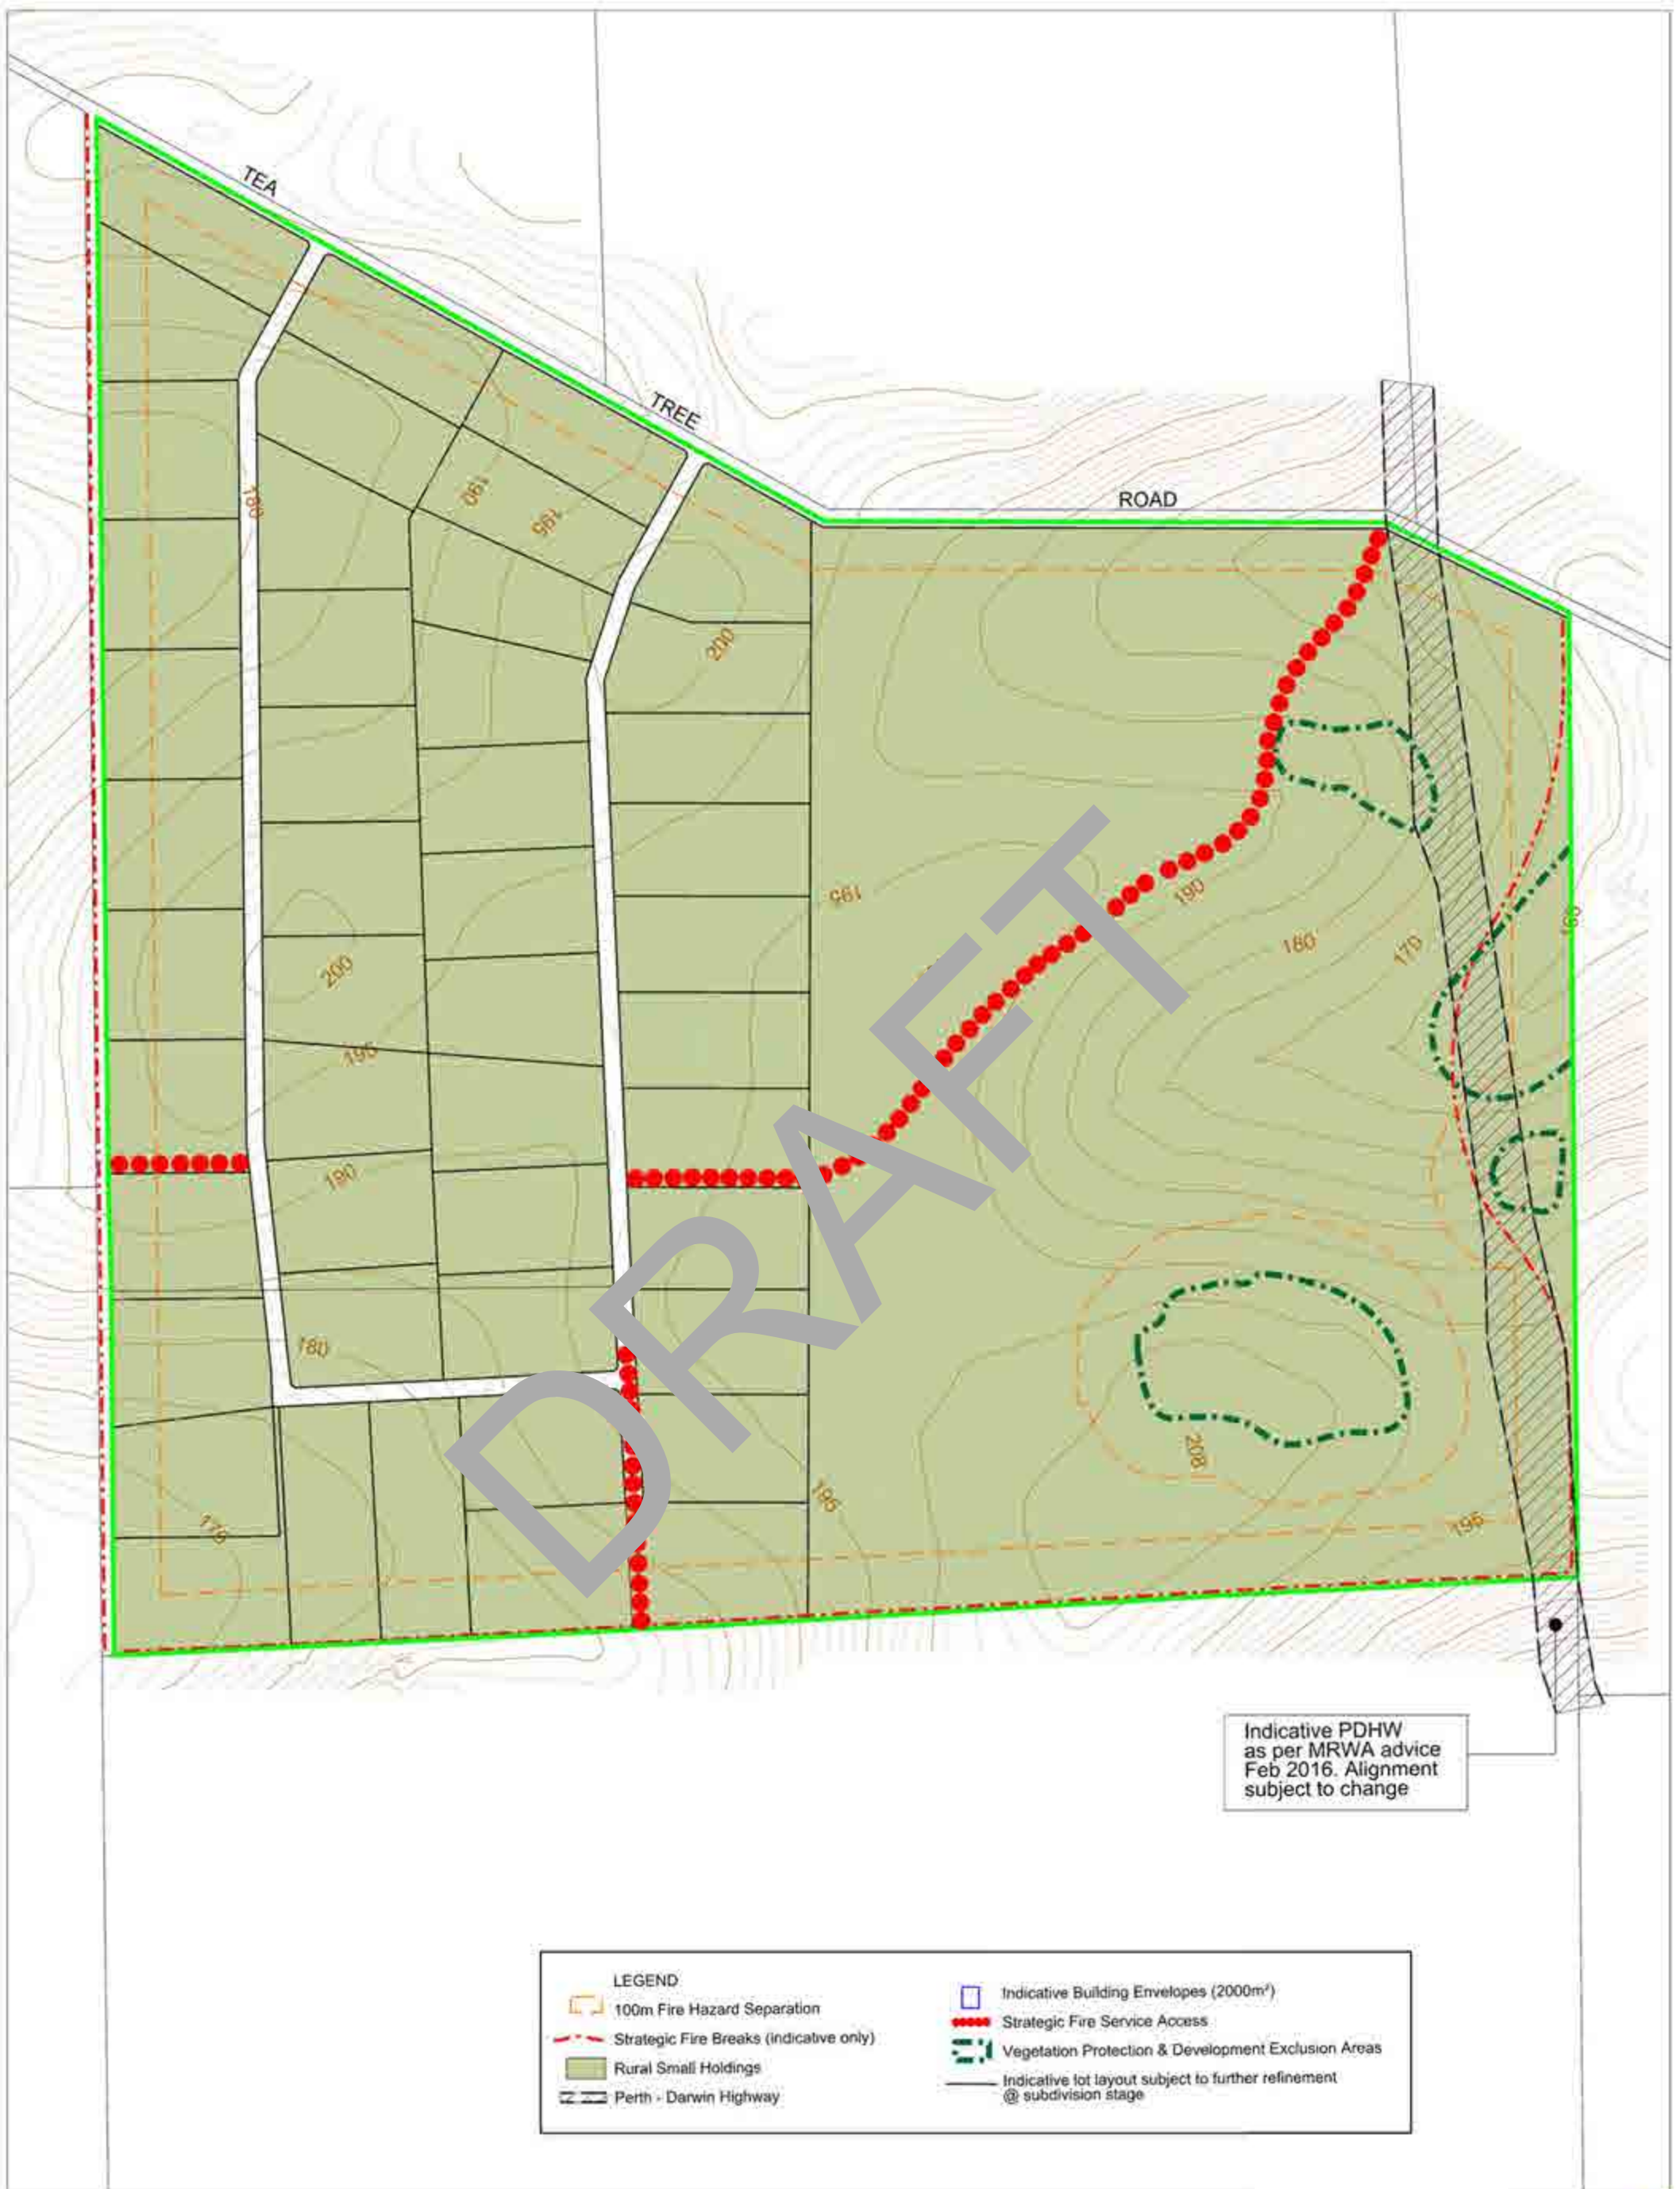 TEA
TREE
ROAD
180
190
195
200
195
190
180
170
160
200
195
190
180
208
170
195
195
DRAFT
Indicative PDHW
as per MRWA advice
Feb 2016. Alignment
subject to change
LEGEND
100m Fire Hazard Separation
Strategic Fire Breaks (indicative only)
Rural Small Holdings
Perth - Darwin Highway
Indicative Building Envelopes (2000m²)
Strategic Fire Service Access
Vegetation Protection & Development Exclusion Areas
Indicative lot layout subject to further refinement
@ subdivision stage